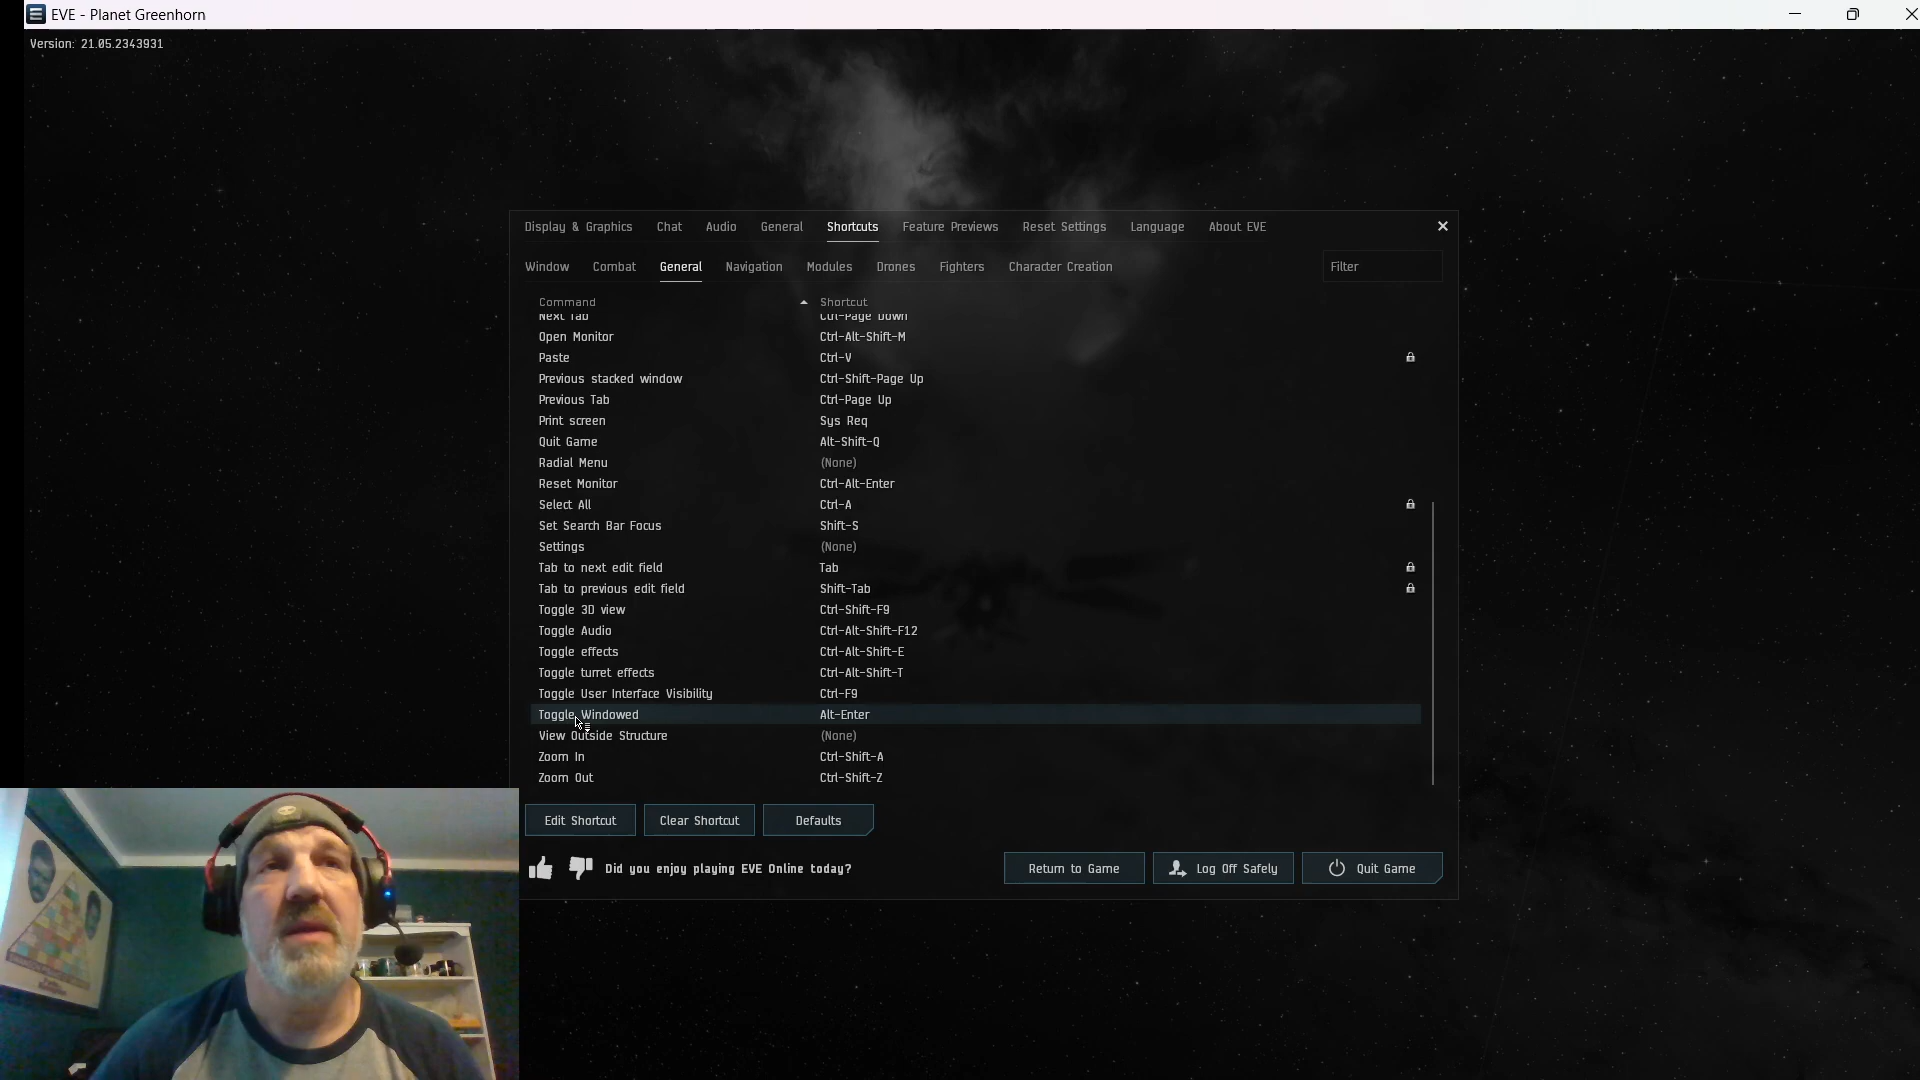 EVE - Planet Greenhorn
Version: 21.05.2343931
Display & Graphics Chat Audio General Shortcuts Feature Previews Reset Settings Language About EVE
Window Combat General Navigation Modules Drones Fighters Character Creation Filter
Command Shortcut
Next Tab Ctrl-Page Down
Open Monitor Ctrl-Alt-Shift-M
Paste Ctrl-V
Previous stacked window Ctrl-Shift-Page Up
Previous Tab Ctrl-Page Up
Print screen Sys Req
Quit Game Alt-Shift-Q
Radial Menu (None)
Reset Monitor Ctrl-Alt-Enter
Select All Ctrl-A
Set Search Bar Focus Shift-S
Settings (None)
Tab to next edit field Tab
Tab to previous edit field Shift-Tab
Toggle 3D view Ctrl-Shift-F9
Toggle Audio Ctrl-Alt-Shift-F12
Toggle effects Ctrl-Alt-Shift-E
Toggle turret effects Ctrl-Alt-Shift-T
Toggle User Interface Visibility Ctrl-F9
Toggle Windowed Alt-Enter
View Outside Structure (None)
Zoom In Ctrl-Shift-A
Zoom Out Ctrl-Shift-Z
Edit Shortcut Clear Shortcut Defaults
Did you enjoy playing EVE Online today? Return to Game Log Off Safely Quit Game